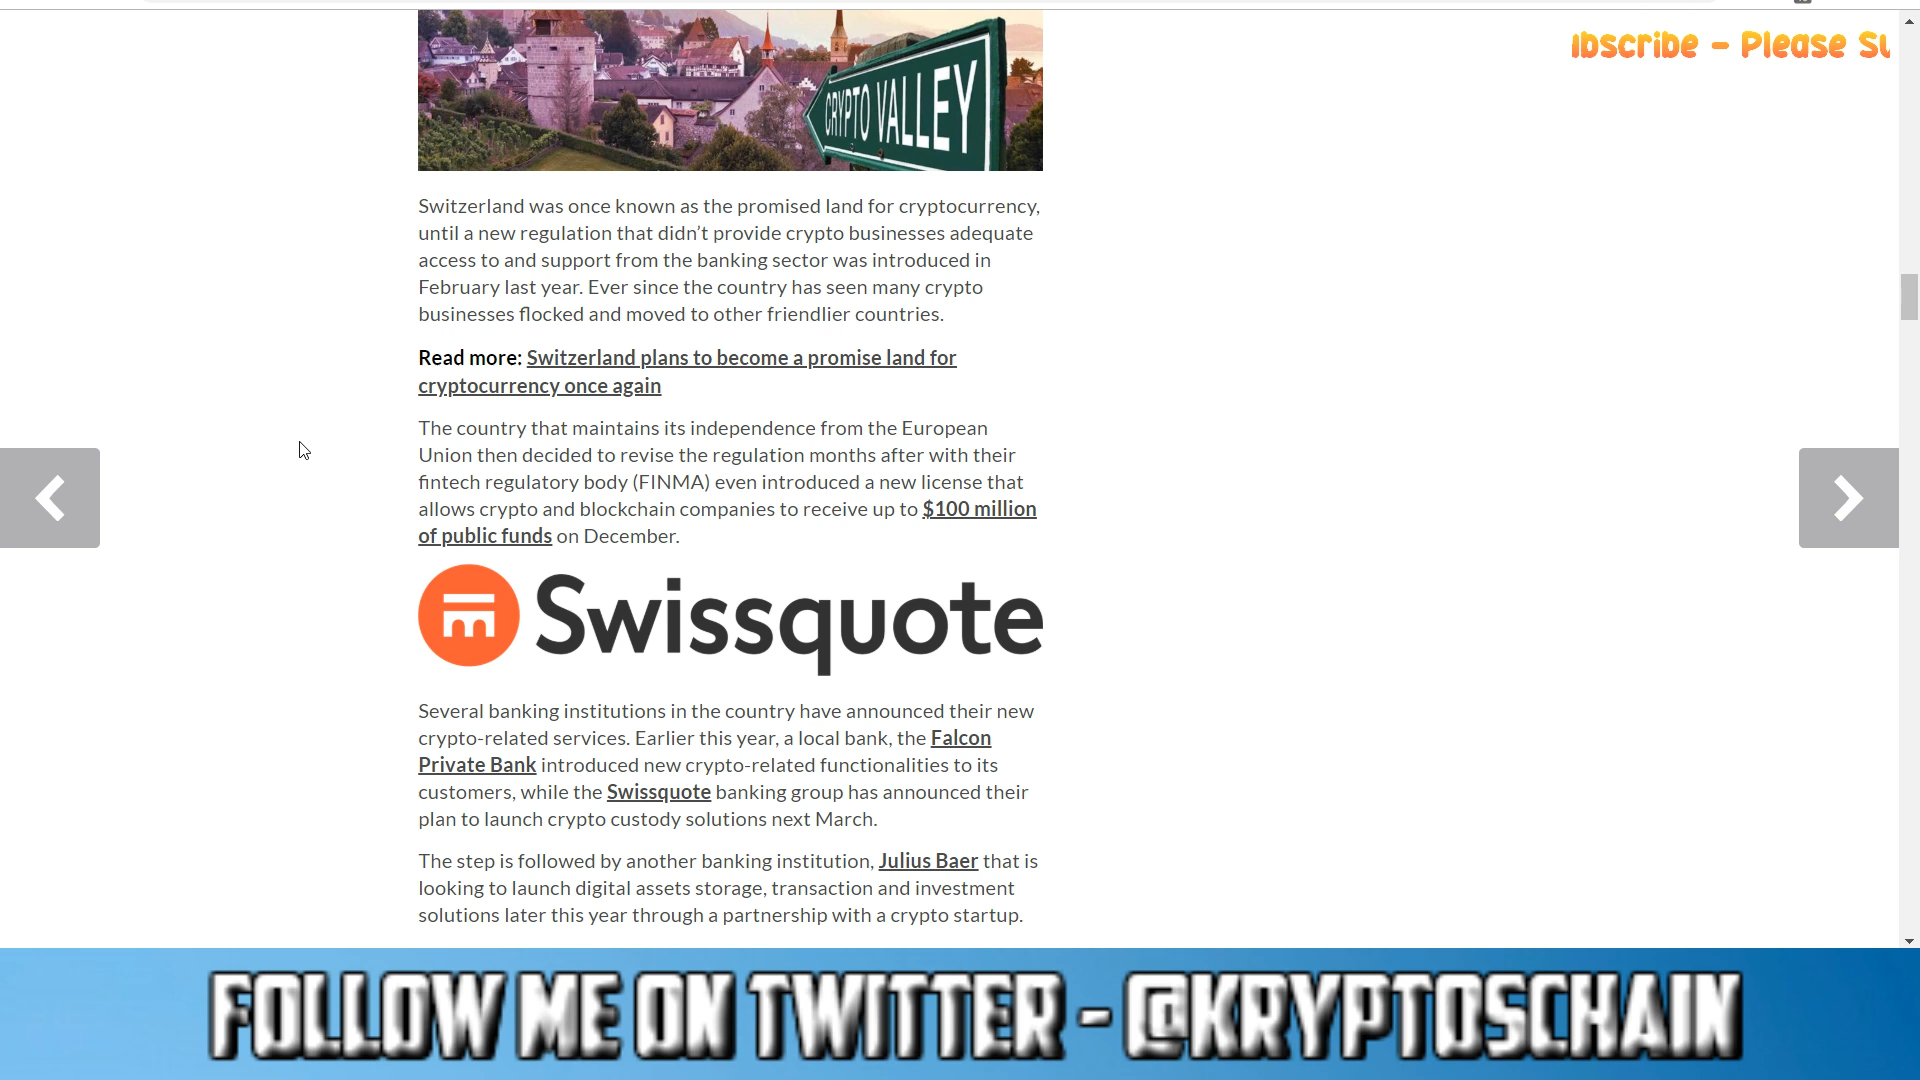 ibscribe - Please Su
CRYPTO VALLEY
Switzerland was once known as the promised land for cryptocurrency,
until a new regulation that didn’t provide crypto businesses adequate
access to and support from the banking sector was introduced in
February last year. Ever since the country has seen many crypto
businesses flocked and moved to other friendlier countries.
Read more: Switzerland plans to become a promise land for
cryptocurrency once again
The country that maintains its independence from the European
Union then decided to revise the regulation months after with their
fintech regulatory body (FINMA) even introduced a new license that
allows crypto and blockchain companies to receive up to $100 million
of public funds on December.
Swissquote
Several banking institutions in the country have announced their new
crypto-related services. Earlier this year, a local bank, the Falcon
Private Bank introduced new crypto-related functionalities to its
customers, while the Swissquote banking group has announced their
plan to launch crypto custody solutions next March.
The step is followed by another banking institution, Julius Baer that is
looking to launch digital assets storage, transaction and investment
solutions later this year through a partnership with a crypto startup.
FOLLOW ME ON TWITTER - @KRYPTOSCHAIN